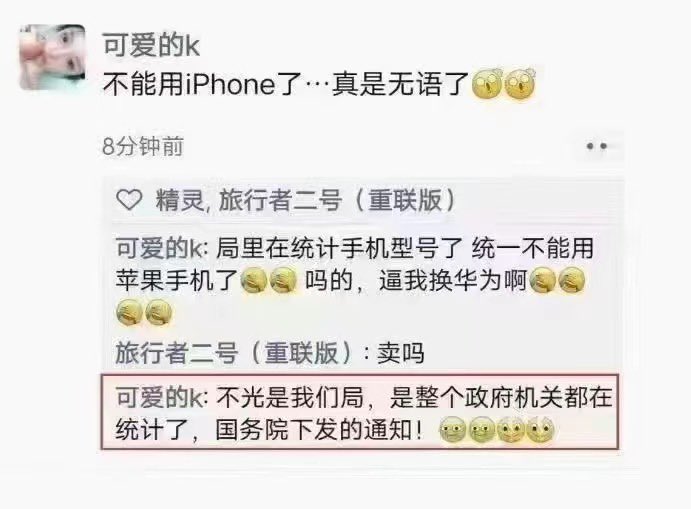 可爱的k
不能用iPhone了…真是无语了
8分钟前
精灵, 旅行者二号（重联版）
可爱的k: 局里在统计手机型号了 统一不能用
苹果手机了 吗的，逼我换华为啊
旅行者二号（重联版）: 卖吗
可爱的k: 不光是我们局，是整个政府机关都在
统计了，国务院下发的通知！